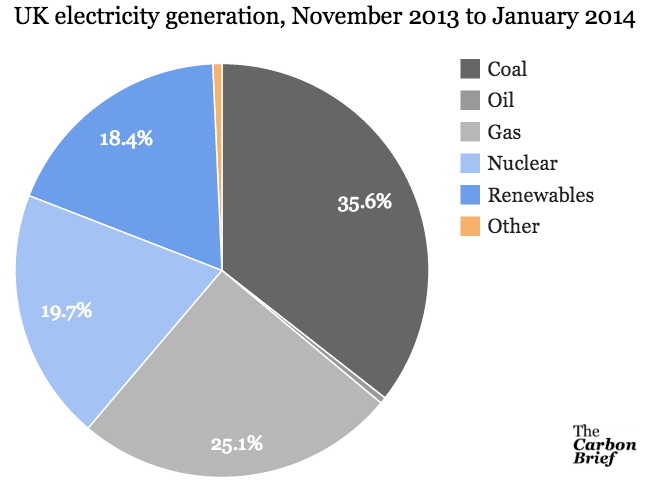 UK electricity generation, November 2013 to January 2014
Coal
Oil
Gas
Nuclear
Renewables
Other
18.4%
35.6%
19.7%
25.1%
The
Carbon
Brief